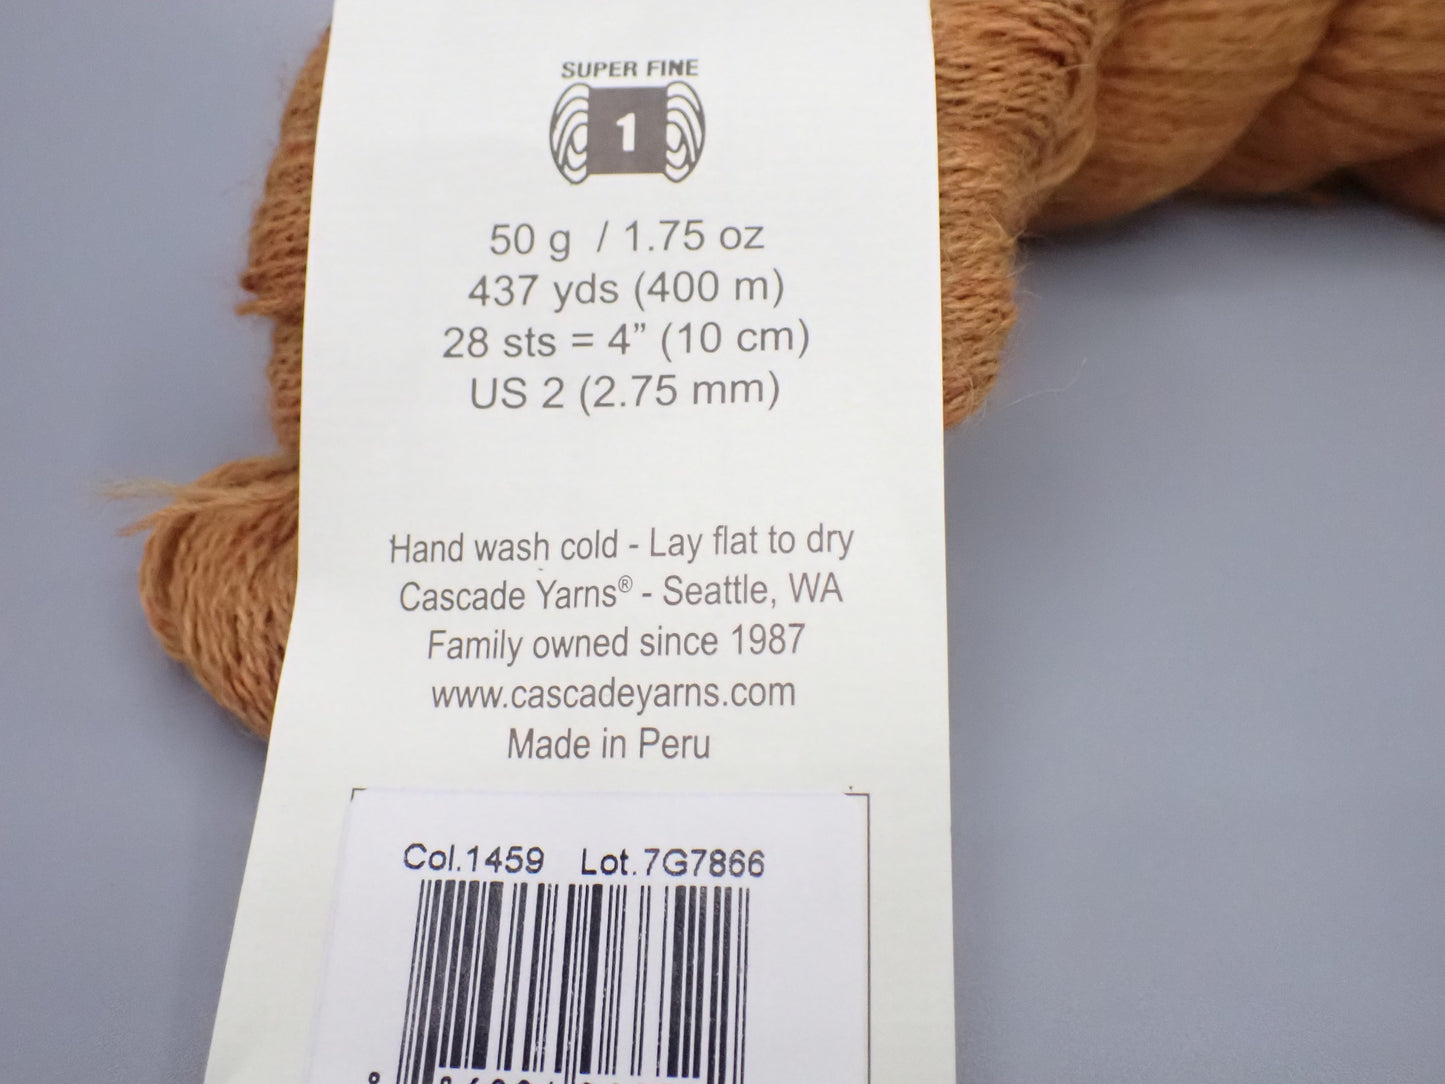 SUPER FINE
1
50 g / 1.75 oz
437 yds (400 m)
28 sts = 4” (10 cm)
US 2 (2.75 mm)
Hand wash cold - Lay flat to dry
Cascade Yarns® - Seattle, WA
Family owned since 1987
www.cascadeyarns.com
Made in Peru
Col.1459 Lot.7G7866